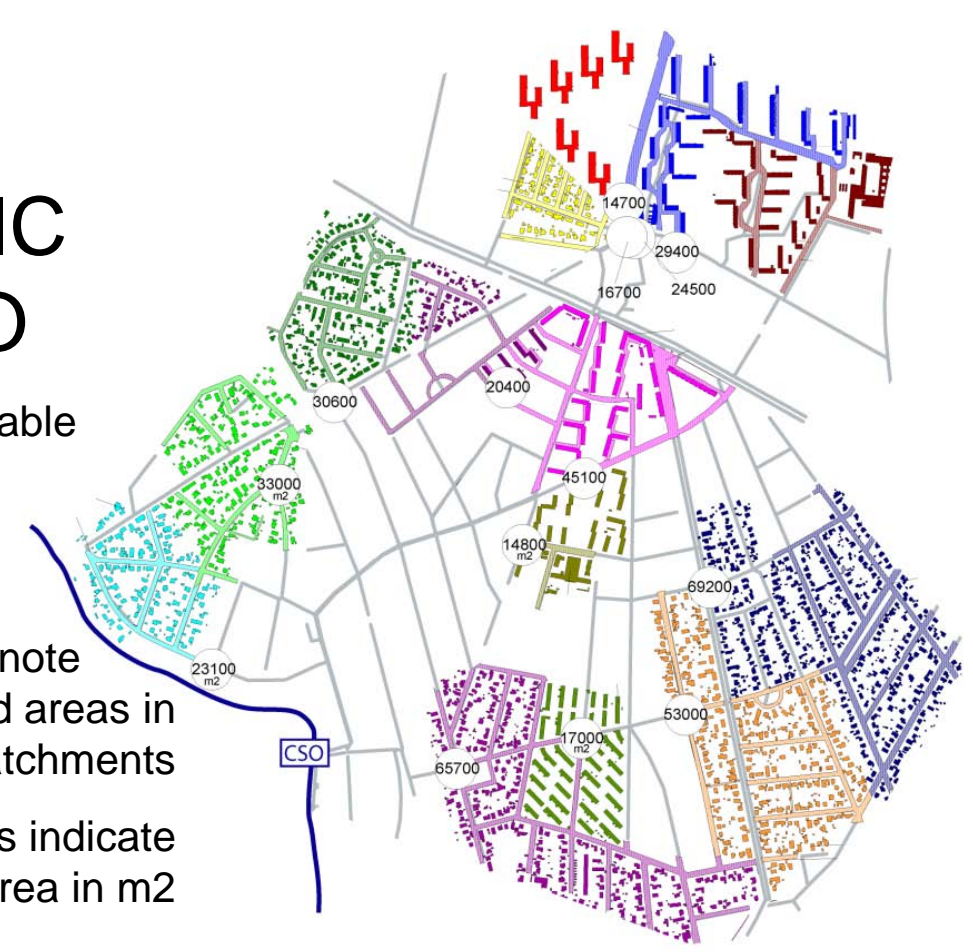 able
note
areas in
atchments
s indicate
rea in m2
14700
29400
16700
24500
20400
30600
45100
33000
m2
14800
m2
69200
23100
m2
53000
17000
m2
CSO
65700